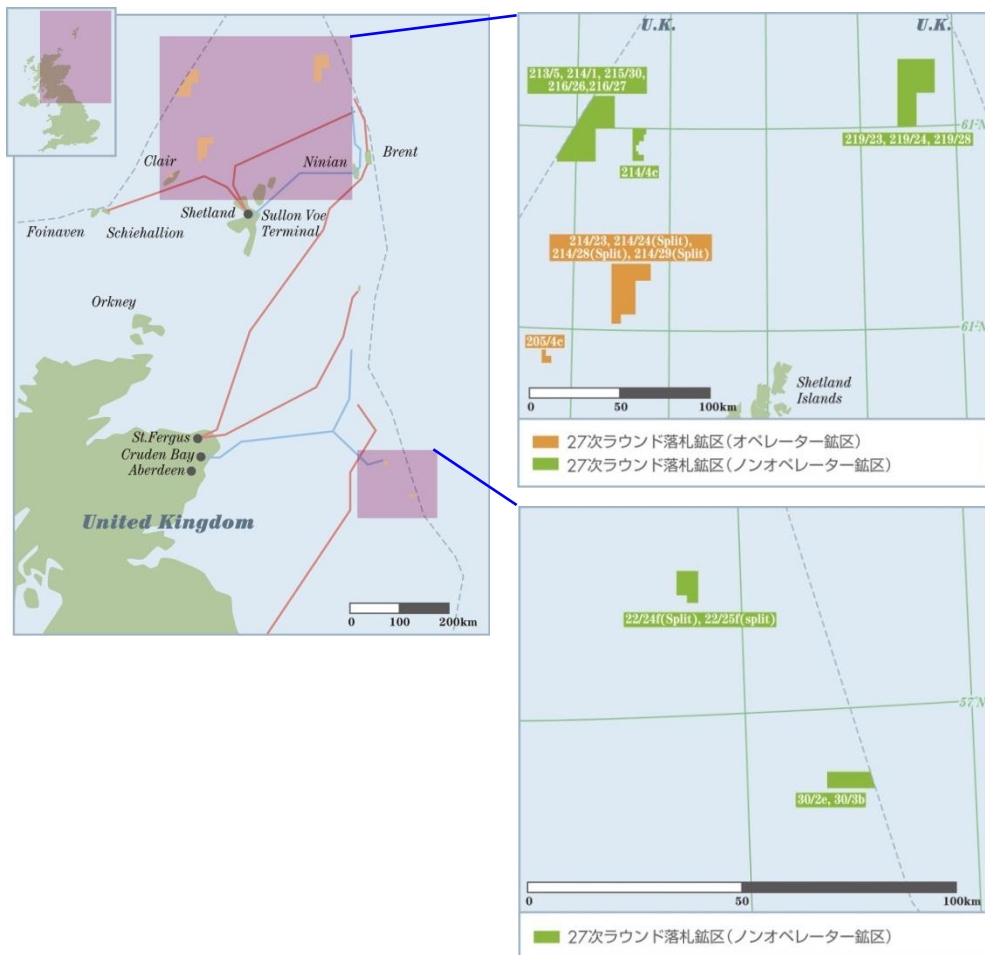 Clair
Ninian
Brent
Shetland
Sullon Voe
Terminal
Foinaven
Schiehallion
Orkney
St.Fergus
Cruden Bay
Aberdeen
United Kingdom
0 100 200km
U.K.
U.K.
213/5, 214/1, 215/30,
216/26,216/27
61°N
219/23, 219/24, 219/28
214/4c
214/23, 214/24(Split),
214/28(Split), 214/29(Split)
61°N
205/4c
Shetland
Islands
0 50 100km
27次ラウンド落札鉱区(オペレーター鉱区)
27次ラウンド落札鉱区(ノンオペレーター鉱区)
22/24f(Split), 22/25f(split)
57°N
30/2e, 30/3b
0 50 100km
27次ラウンド落札鉱区(ノンオペレーター鉱区)